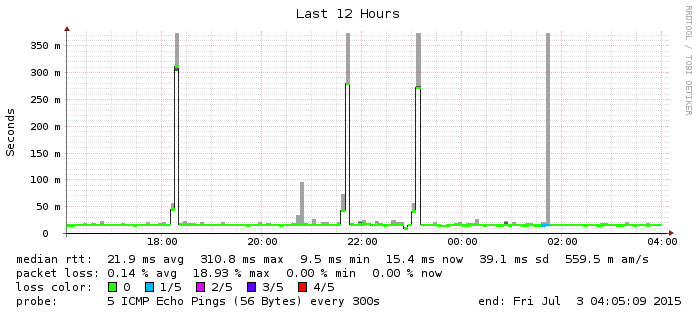 Last 12 Hours
RRDTOOL / TOBI OETIKER
Seconds
350 m
300 m
250 m
200 m
150 m
100 m
50 m
0
18:00 20:00 22:00 00:00 02:00 04:00
median rtt: 21.9 ms avg 310.8 ms max 9.5 ms min 15.4 ms now 39.1 ms sd 559.5 m am/s
packet loss: 0.14 % avg 18.93 % max 0.00 % min 0.00 % now
loss color: 0 1/5 2/5 3/5 4/5
probe: 5 ICMP Echo Pings (56 Bytes) every 300s end: Fri Jul 3 04:05:09 2015